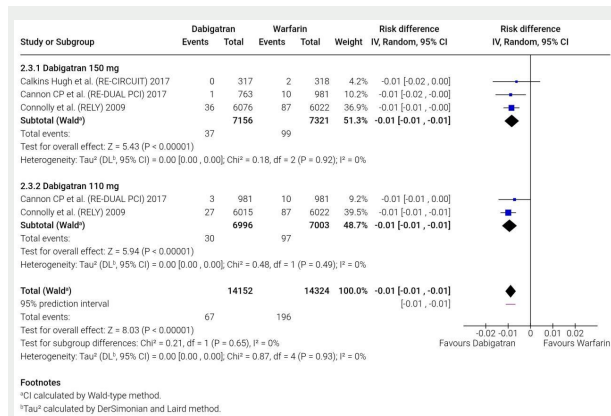 Dabigatran Warfarin Risk difference Risk difference
Study or Subgroup Events Total Events Total Weight IV, Random, 95% CI IV, Random, 95% CI
2.3.1 Dabigatran 150 mg
Calkins Hugh et al. (RE-CIRCUIT) 2017 0 317 2 318 4.2% -0.01 [-0.02 , 0.00]
Cannon CP et al. (RE-DUAL PCI) 2017 1 763 10 981 10.2% -0.01 [-0.02 , 0.00]
Connolly et al. (RELY) 2009 36 6076 87 6022 36.9% -0.01 [-0.01 , -0.01]
Subtotal (Waldᵃ) 7156 7321 51.3% -0.01 [-0.01 , -0.01]
Total events: 37 99
Test for overall effect: Z = 5.43 (P < 0.00001)
Heterogeneity: Tau² (DLᵇ, 95% CI) = 0.00 [0.00 , 0.00]; Chi² = 0.18, df = 2 (P = 0.92); I² = 0%
2.3.2 Dabigatran 110 mg
Cannon CP et al. (RE-DUAL PCI) 2017 3 981 10 981 9.2% -0.01 [-0.01 , 0.00]
Connolly et al. (RELY) 2009 27 6015 87 6022 39.5% -0.01 [-0.01 , -0.01]
Subtotal (Waldᵃ) 6996 7003 48.7% -0.01 [-0.01 , -0.01]
Total events: 30 97
Test for overall effect: Z = 5.94 (P < 0.00001)
Heterogeneity: Tau² (DLᵇ, 95% CI) = 0.00 [0.00 , 0.00]; Chi² = 0.48, df = 1 (P = 0.49); I² = 0%
Total (Waldᵃ) 14152 14324 100.0% -0.01 [-0.01 , -0.01]
95% prediction interval [-0.01 , -0.01]
Total events: 67 196
Test for overall effect: Z = 8.03 (P < 0.00001) -0.02 -0.01 0 0.01 0.02
Test for subgroup differences: Chi² = 0.21, df = 1 (P = 0.65), I² = 0% Favours Dabigatran Favours Warfarin
Heterogeneity: Tau² (DLᵇ, 95% CI) = 0.00 [0.00 , 0.00]; Chi² = 0.87, df = 4 (P = 0.93); I² = 0%
Footnotes
ᵃCI calculated by Wald-type method.
ᵇTau² calculated by DerSimonian and Laird method.